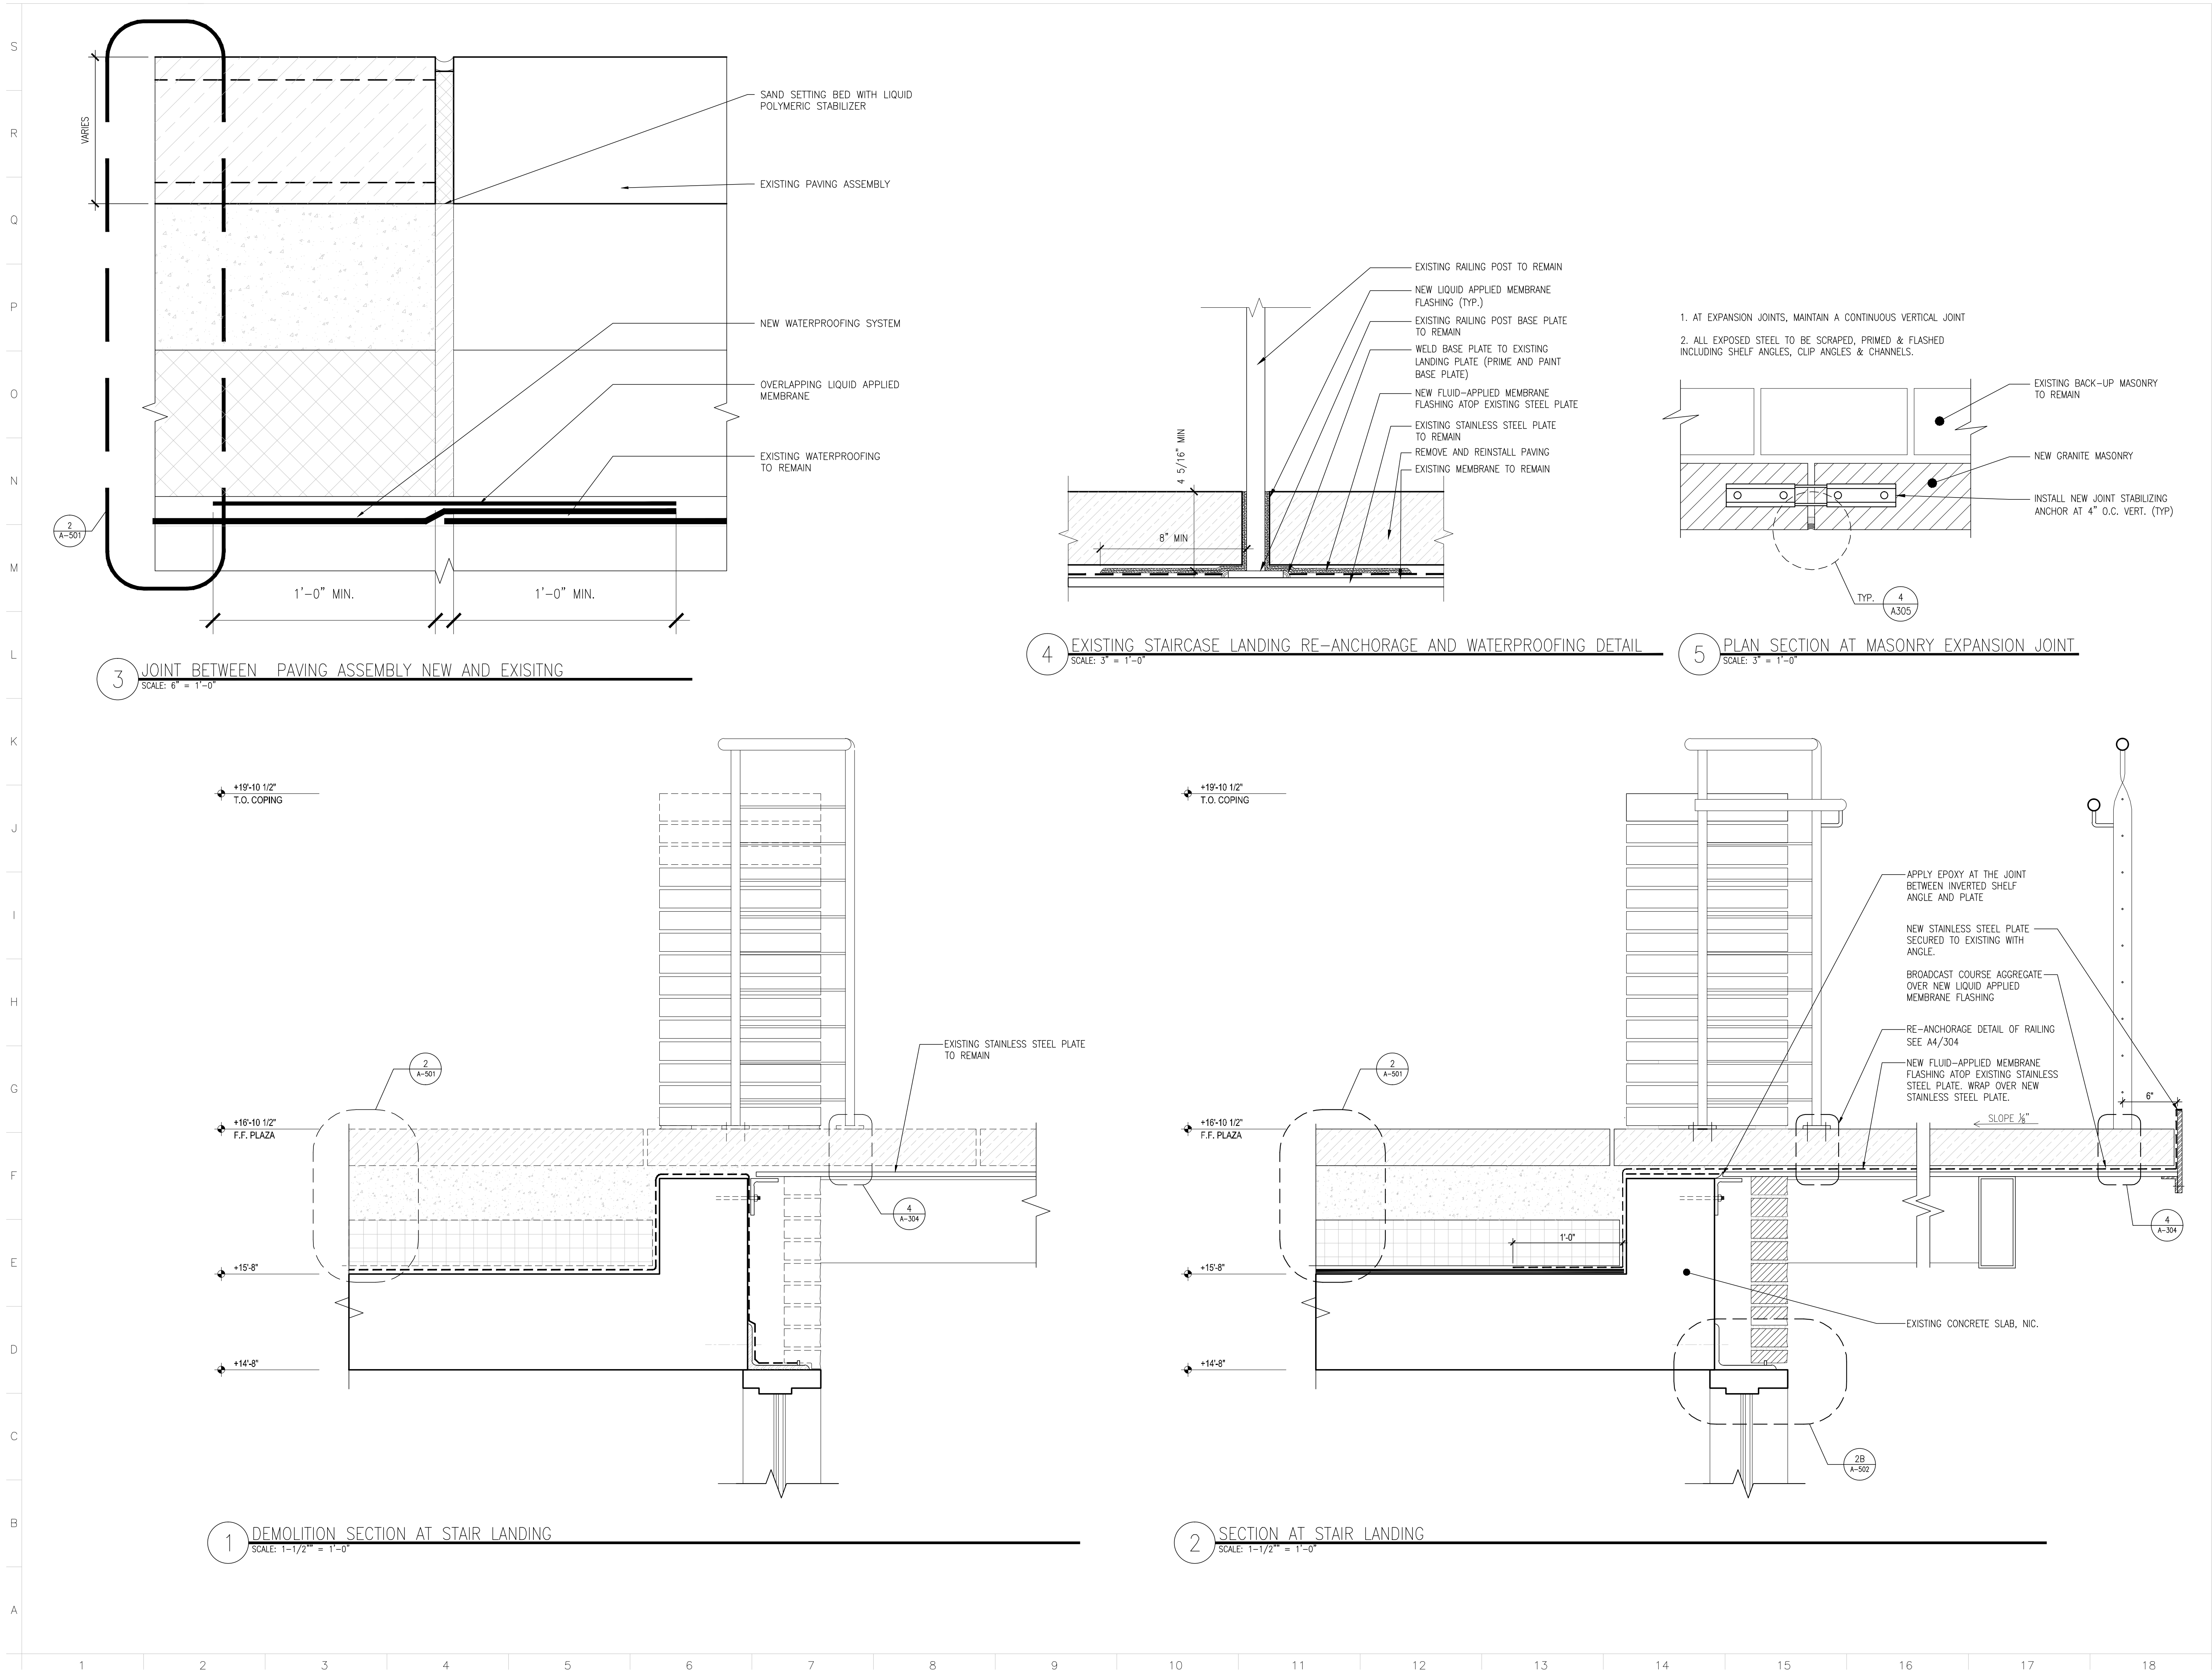 S
R
Q
P
O
N
M
L
K
J
I
H
G
F
E
D
C
B
A
1
2
3
4
5
6
7
8
9
10
11
12
13
14
15
16
17
18
VARIES
SAND SETTING BED WITH LIQUID
POLYMERIC STABILIZER
EXISTING PAVING ASSEMBLY
NEW WATERPROOFING SYSTEM
OVERLAPPING LIQUID APPLIED
MEMBRANE
EXISTING WATERPROOFING
TO REMAIN
2
A-501
1'-0" MIN.
1'-0" MIN.
3
JOINT BETWEEN PAVING ASSEMBLY NEW AND EXISITNG
SCALE: 6" = 1'-0"
EXISTING RAILING POST TO REMAIN
NEW LIQUID APPLIED MEMBRANE
FLASHING (TYP.)
EXISTING RAILING POST BASE PLATE
TO REMAIN
WELD BASE PLATE TO EXISTING
LANDING PLATE (PRIME AND PAINT
BASE PLATE)
NEW FLUID-APPLIED MEMBRANE
FLASHING ATOP EXISTING STEEL PLATE
EXISTING STAINLESS STEEL PLATE
TO REMAIN
REMOVE AND REINSTALL PAVING
EXISTING MEMBRANE TO REMAIN
4 5/16" MIN
8" MIN
4
EXISTING STAIRCASE LANDING RE-ANCHORAGE AND WATERPROOFING DETAIL
SCALE: 3" = 1'-0"
1. AT EXPANSION JOINTS, MAINTAIN A CONTINUOUS VERTICAL JOINT
2. ALL EXPOSED STEEL TO BE SCRAPED, PRIMED & FLASHED
INCLUDING SHELF ANGLES, CLIP ANGLES & CHANNELS.
EXISTING BACK-UP MASONRY
TO REMAIN
NEW GRANITE MASONRY
INSTALL NEW JOINT STABILIZING
ANCHOR AT 4" O.C. VERT. (TYP)
TYP.
4
A305
5
PLAN SECTION AT MASONRY EXPANSION JOINT
SCALE: 3" = 1'-0"
+19'-10 1/2"
T.O. COPING
EXISTING STAINLESS STEEL PLATE
TO REMAIN
2
A-501
+16'-10 1/2"
F.F. PLAZA
4
A-304
+15'-8"
+14'-8"
1
DEMOLITION SECTION AT STAIR LANDING
SCALE: 1-1/2"" = 1'-0"
+19'-10 1/2"
T.O. COPING
APPLY EPOXY AT THE JOINT
BETWEEN INVERTED SHELF
ANGLE AND PLATE
NEW STAINLESS STEEL PLATE
SECURED TO EXISTING WITH
ANGLE.
BROADCAST COURSE AGGREGATE
OVER NEW LIQUID APPLIED
MEMBRANE FLASHING
RE-ANCHORAGE DETAIL OF RAILING
SEE A4/304
NEW FLUID-APPLIED MEMBRANE
FLASHING ATOP EXISTING STAINLESS
STEEL PLATE. WRAP OVER NEW
STAINLESS STEEL PLATE.
2
A-501
6"
SLOPE ⅛"
+16'-10 1/2"
F.F. PLAZA
4
A-304
1'-0"
+15'-8"
EXISTING CONCRETE SLAB, NIC.
+14'-8"
2B
A-502
2
SECTION AT STAIR LANDING
SCALE: 1-1/2"" = 1'-0"